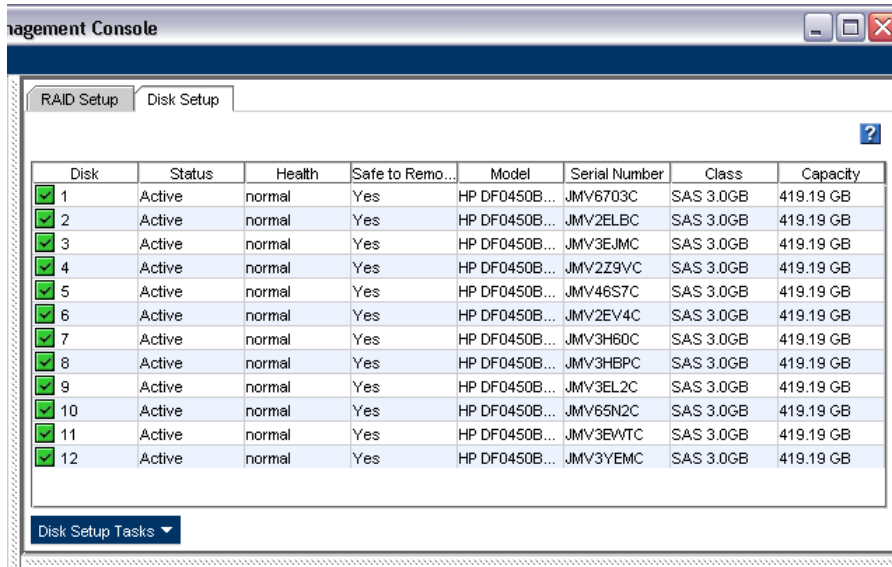 nagement Console
RAID Setup Disk Setup
?
Disk Status Health Safe to Remo... Model Serial Number Class Capacity
1 Active normal Yes HP DF0450B... JMV6703C SAS 3.0GB 419.19 GB
2 Active normal Yes HP DF0450B... JMV2ELBC SAS 3.0GB 419.19 GB
3 Active normal Yes HP DF0450B... JMV3EJMC SAS 3.0GB 419.19 GB
4 Active normal Yes HP DF0450B... JMV2Z9VC SAS 3.0GB 419.19 GB
5 Active normal Yes HP DF0450B... JMV46S7C SAS 3.0GB 419.19 GB
6 Active normal Yes HP DF0450B... JMV2EV4C SAS 3.0GB 419.19 GB
7 Active normal Yes HP DF0450B... JMV3H60C SAS 3.0GB 419.19 GB
8 Active normal Yes HP DF0450B... JMV3HBPC SAS 3.0GB 419.19 GB
9 Active normal Yes HP DF0450B... JMV3EL2C SAS 3.0GB 419.19 GB
10 Active normal Yes HP DF0450B... JMV65N2C SAS 3.0GB 419.19 GB
11 Active normal Yes HP DF0450B... JMV3EWTC SAS 3.0GB 419.19 GB
12 Active normal Yes HP DF0450B... JMV3YEMC SAS 3.0GB 419.19 GB
Disk Setup Tasks